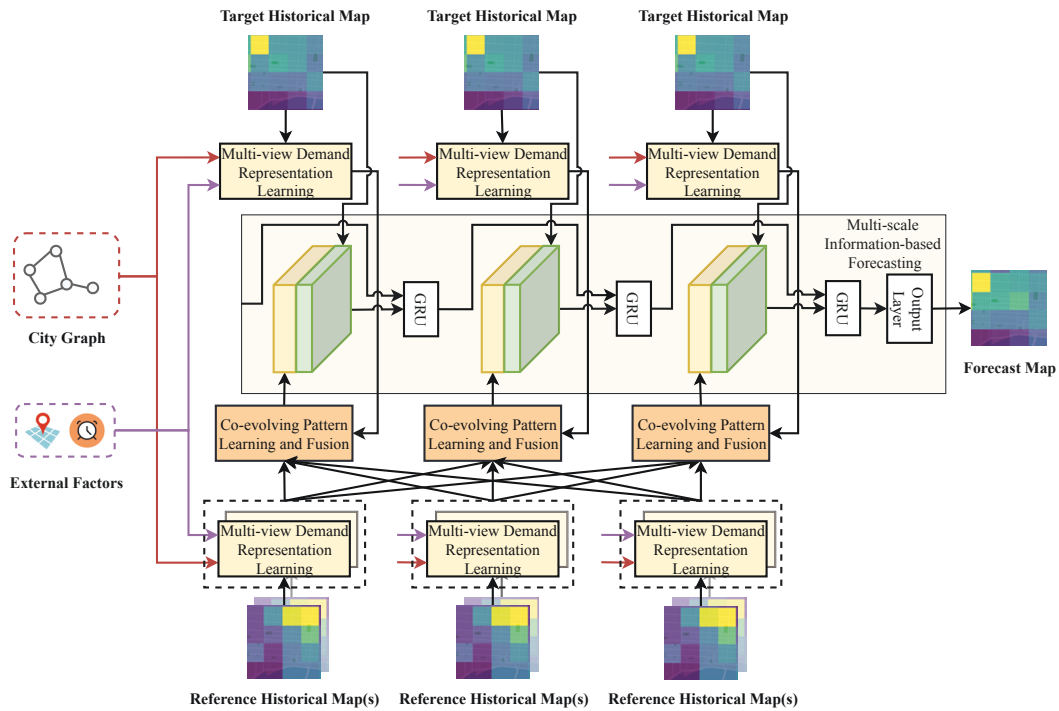 Target Historical Map
Target Historical Map
Target Historical Map
Multi-view Demand
Representation
Learning
Multi-view Demand
Representation
Learning
Multi-view Demand
Representation
Learning
Multi-scale
Information-based
Forecasting
City Graph
GRU
GRU
GRU
Output
Layer
Forecast Map
External Factors
Co-evolving Pattern
Learning and Fusion
Co-evolving Pattern
Learning and Fusion
Co-evolving Pattern
Learning and Fusion
Multi-view Demand
Representation
Learning
Multi-view Demand
Representation
Learning
Multi-view Demand
Representation
Learning
Reference Historical Map(s)
Reference Historical Map(s)
Reference Historical Map(s)